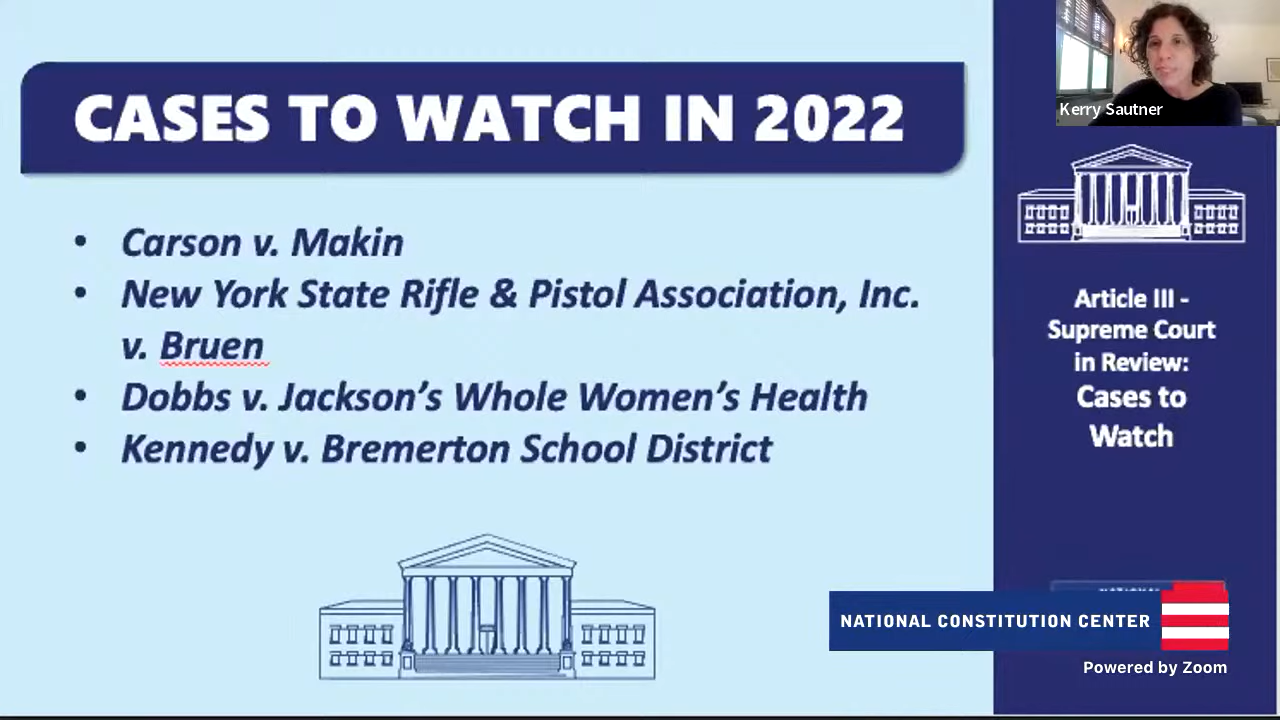 CASES TO WATCH IN 2022
• Carson v. Makin
• New York State Rifle & Pistol Association, Inc.
v. Bruen
• Dobbs v. Jackson’s Whole Women’s Health
• Kennedy v. Bremerton School District
Kerry Sautner
Article III -
Supreme Court
in Review:
Cases to
Watch
NATIONAL CONSTITUTION CENTER
Powered by Zoom